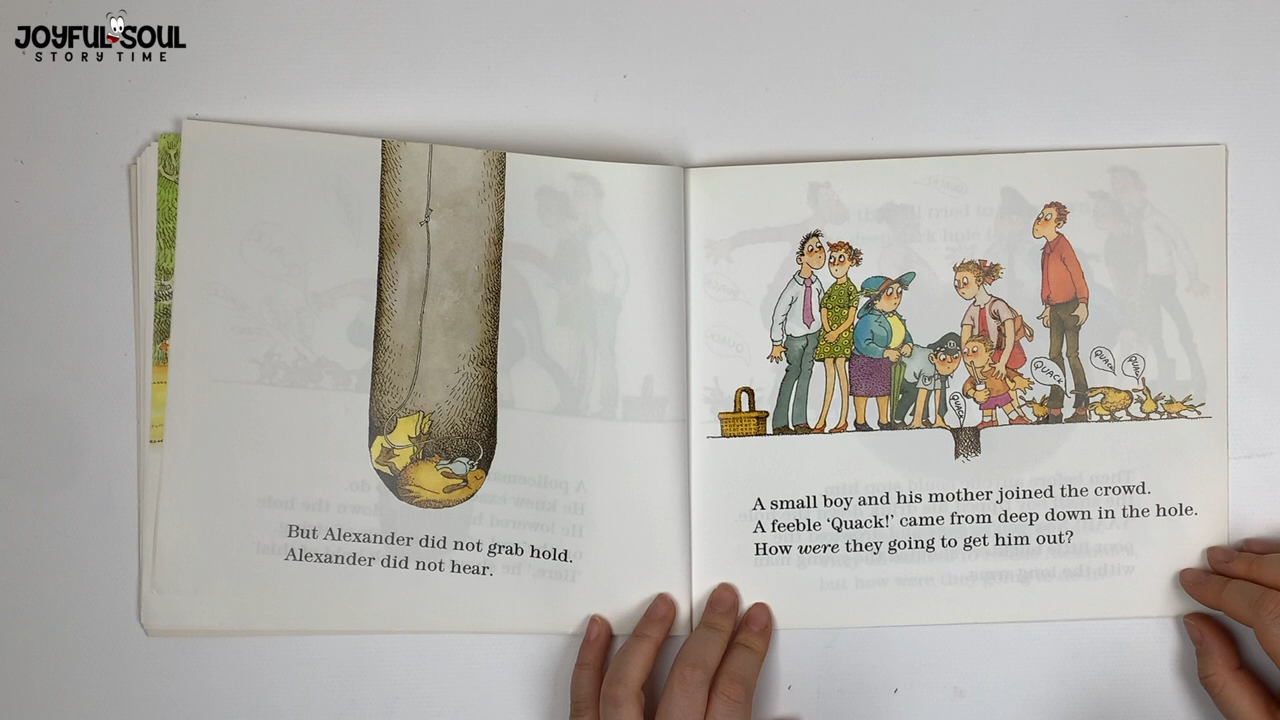 JOYFUL SOUL
STORY TIME
But Alexander did not grab hold.
Alexander did not hear.
QUACK
QUACK
QUACK
QUACK
A small boy and his mother joined the crowd.
A feeble ‘Quack!’ came from deep down in the hole.
How were they going to get him out?